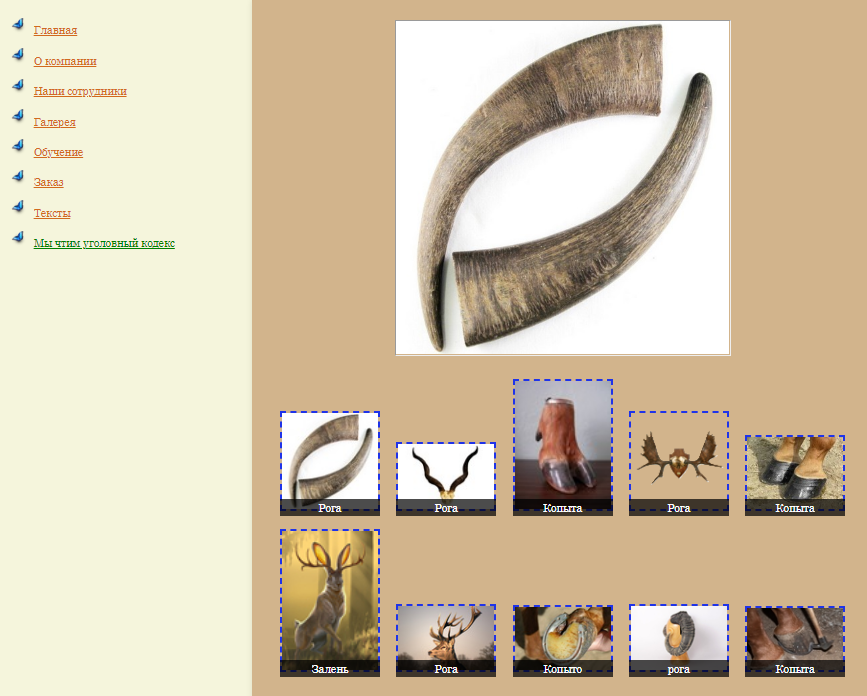 Главная
О компании
Наши сотрудники
Галерея
Обучение
Заказ
Тексты
Мы чтим уголовный кодекс
Рога
Рога
Копыта
Рога
Копыта
Залень
Рога
Копыто
рога
Копыта